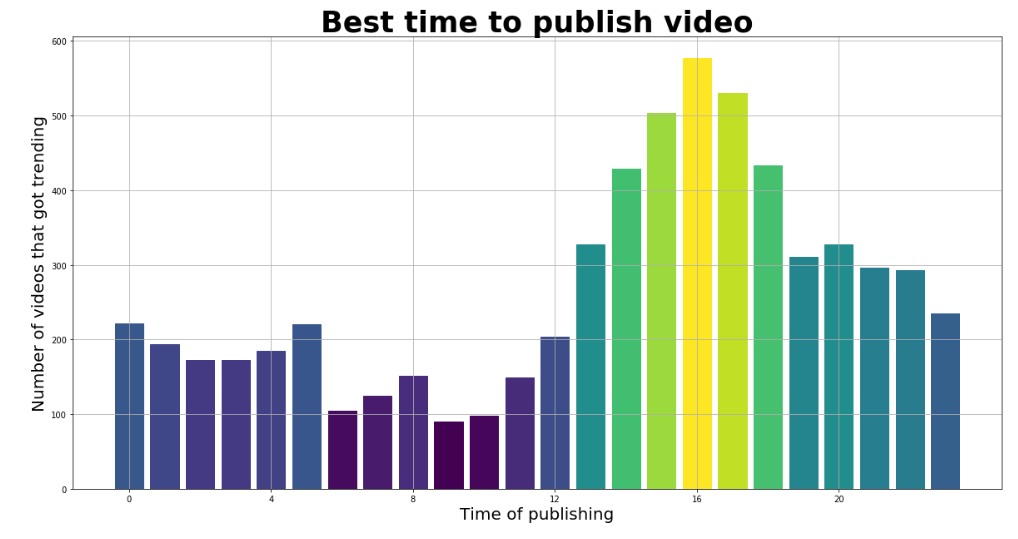 Best time to publish video
Number of videos that got trending
600
500
400
300
200
100
0
0 4 8 12 16 20
Time of publishing